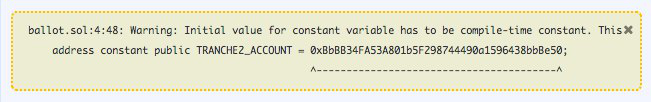 ballot.sol:4:48: Warning: Initial value for constant variable has to be compile-time constant. This
address constant public TRANCHE2_ACCOUNT = 0xBbBB34FA53A801b5F298744490a1596438bbBe50;
^----------------------------------------^